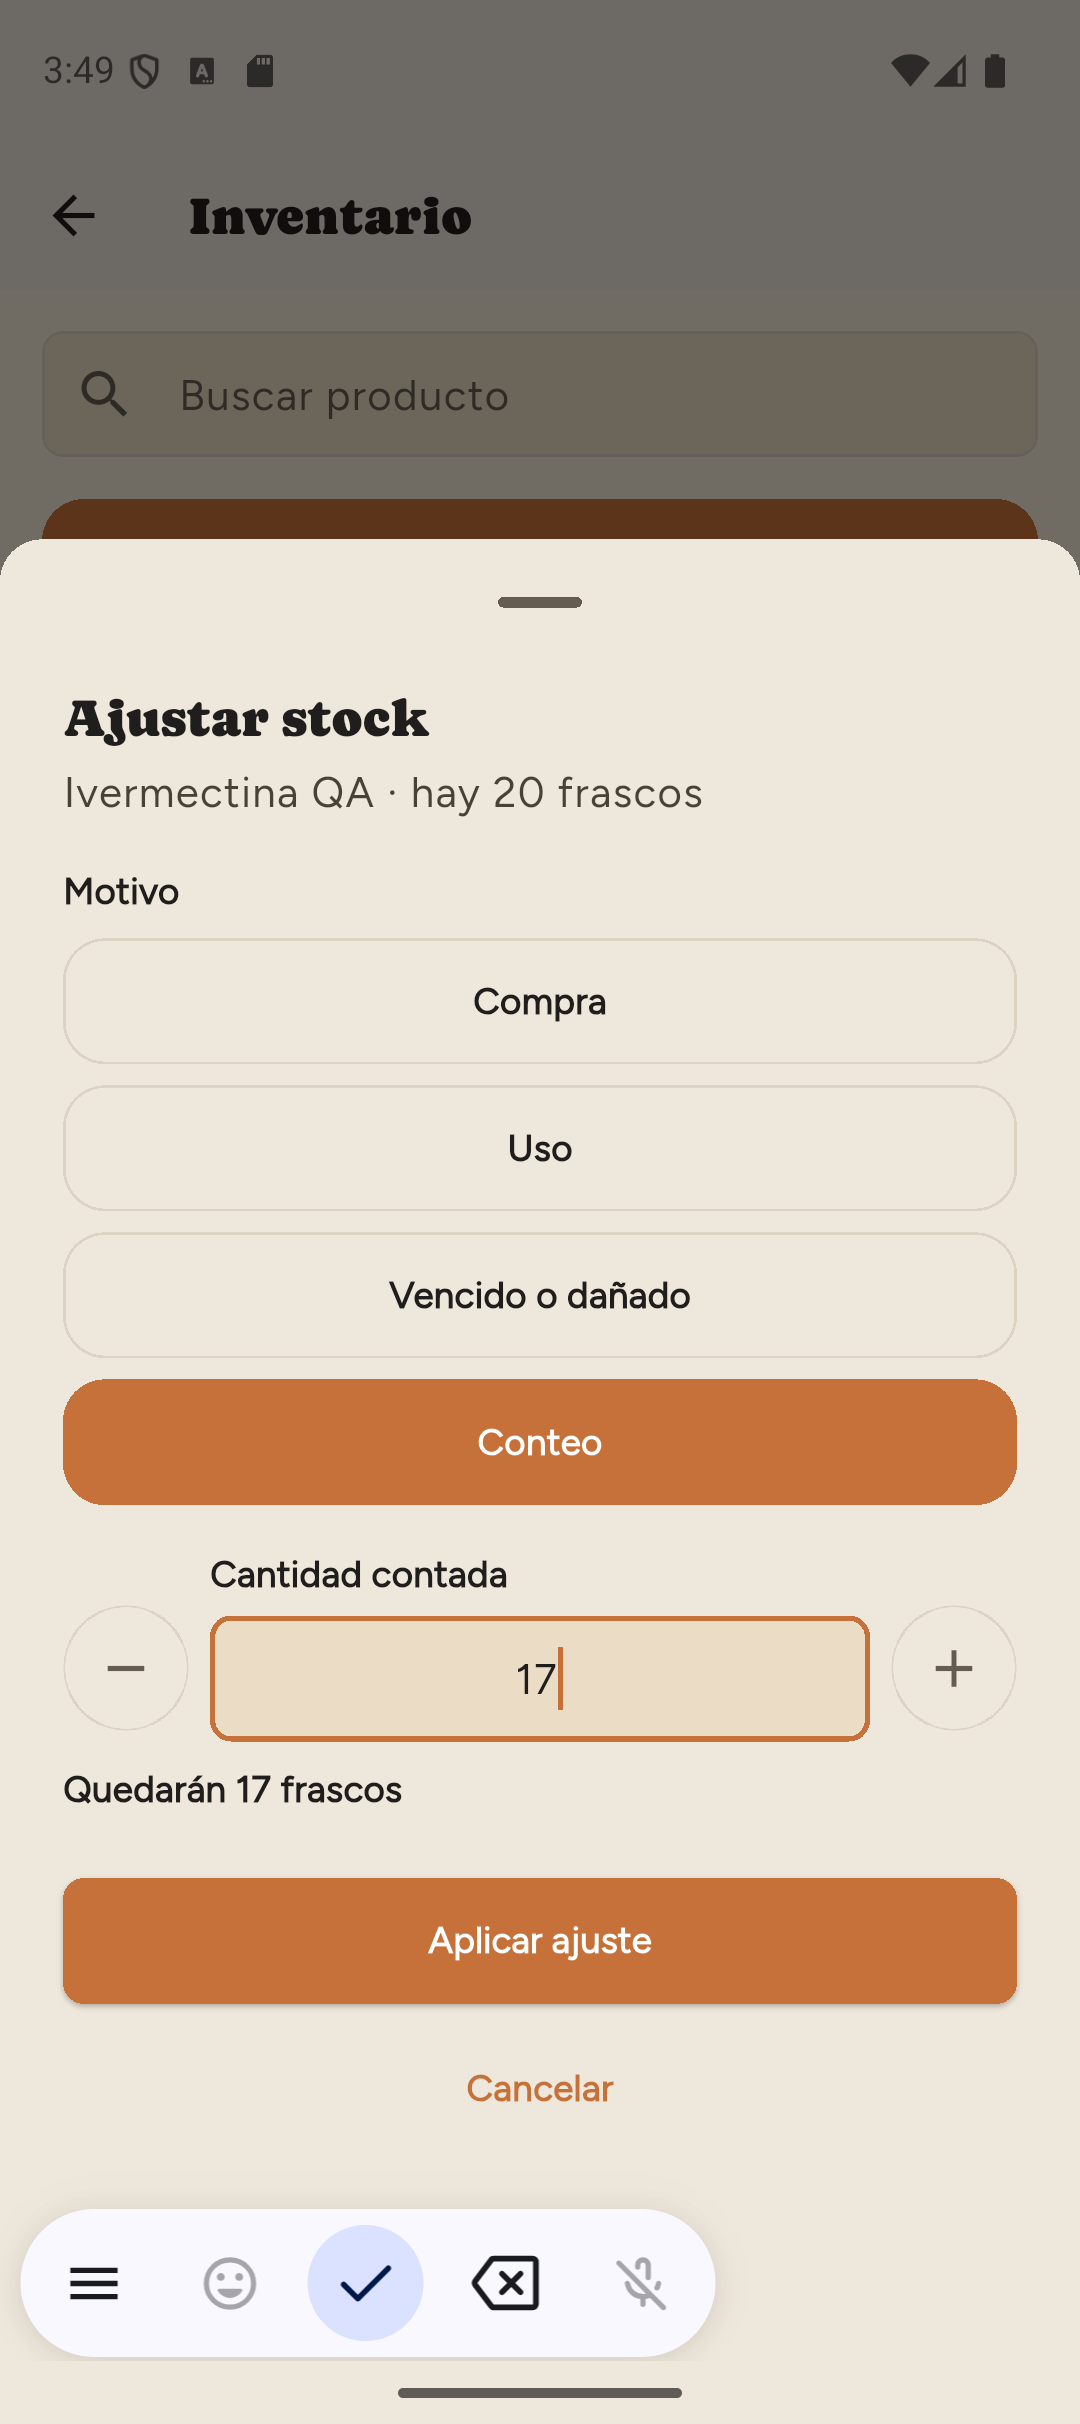 3:49
Inventario
Buscar producto
Ajustar stock
Ivermectina QA · hay 20 frascos
Motivo
Compra
Uso
Vencido o dañado
Conteo
Cantidad contada
17
Quedarán 17 frascos
Aplicar ajuste
Cancelar